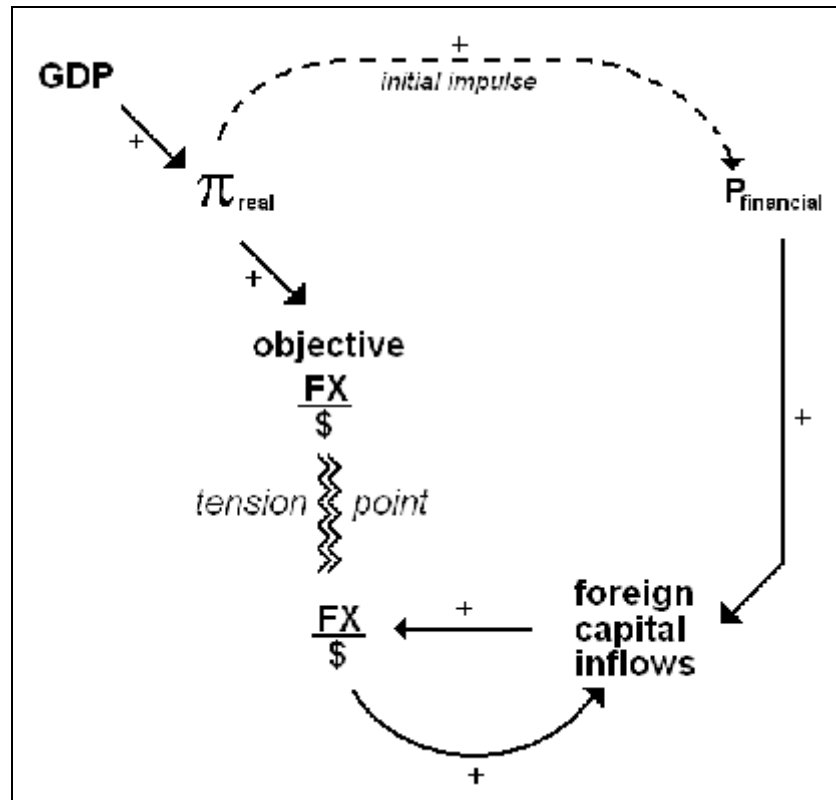 +
initial impulse
GDP
+
π real
P financial
+
objective
FX
$
+
tension point
FX
$
+
foreign
capital
inflows
+